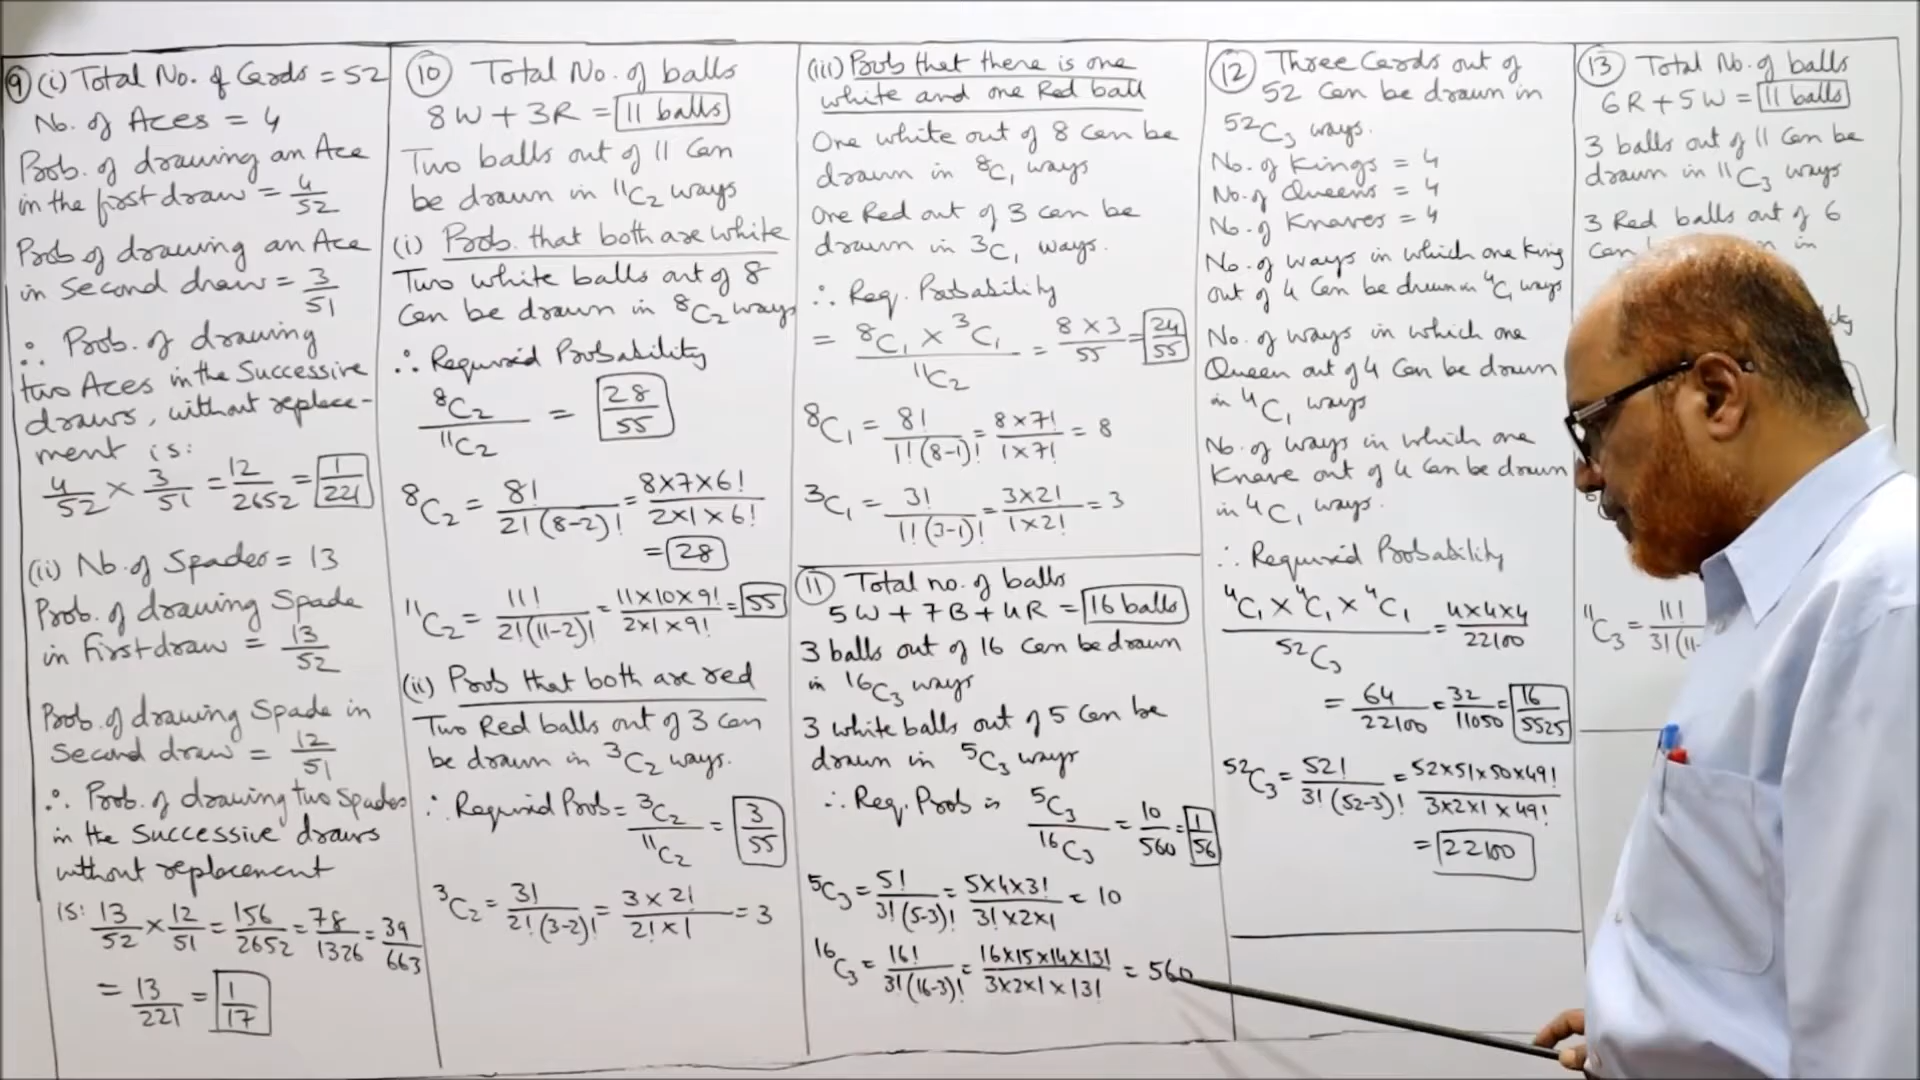 9 (i) Total No. of Cards = 52
No. of Aces = 4
Prob. of drawing an Ace
in the first draw = 4/52
Prob of drawing an Ace
in Second draw = 3/51
∴ Prob. of drawing
two Aces in the Successive
draws, without replace-
ment is:
4/52 × 3/51 = 12/2652 = 1/221
(ii) No. of Spades = 13
Prob. of drawing Spade
in First draw = 13/52
Prob. of drawing Spade in
Second draw = 12/51
∴ Prob. of drawing two Spades
in the Successive draws
without replacement
is: 13/52 × 12/51 = 156/2652 = 78/1326 = 39/663
= 13/221 = 1/17
10 Total No. of balls
8W + 3R = 11 balls
Two balls out of 11 Can
be drawn in ¹¹C₂ ways
(i) Prob. that both are white
Two white balls out of 8
Can be drawn in ⁸C₂ ways
∴ Required Probability
⁸C₂/¹¹C₂ = 28/55
⁸C₂ = 8!/2!(8-2)! = 8×7×6!/2×1×6!
= 28
¹¹C₂ = 11!/2!(11-2)! = 11×10×9!/2×1×9! = 55
(ii) Prob that both are red
Two Red balls out of 3 can
be drawn in ³C₂ ways.
∴ Required Prob = ³C₂/¹¹C₂ = 3/55
³C₂ = 3!/2!(3-2)! = 3×2!/2!×1 = 3
(iii) Prob that there is one
white and one Red ball
One white out of 8 can be
drawn in ⁸C₁ ways
One Red out of 3 can be
drawn in ³C₁ ways.
∴ Req. Probability
= ⁸C₁ × ³C₁/¹¹C₂ = 8×3/55 = 24/55
⁸C₁ = 8!/1!(8-1)! = 8×7!/1×7! = 8
³C₁ = 3!/1!(3-1)! = 3×2!/1×2! = 3
11 Total no. of balls
5W + 7B + 4R = 16 balls
3 balls out of 16 Can be drawn
in ¹⁶C₃ ways
3 white balls out of 5 Can be
drawn in ⁵C₃ ways
∴ Req. Prob is ⁵C₃/¹⁶C₃ = 10/560 = 1/56
⁵C₃ = 5!/3!(5-3)! = 5×4×3!/3!×2×1 = 10
¹⁶C₃ = 16!/3!(16-3)! = 16×15×14×13!/3×2×1×13! = 560
12 Three Cards out of
52 Can be drawn in
⁵²C₃ ways.
No. of Kings = 4
No. of Queens = 4
No. of Knaves = 4
No. of ways in which one King
out of 4 Can be drawn in ⁴C₁ ways
No. of ways in which one
Queen out of 4 Can be drawn
in ⁴C₁ ways
No. of ways in which one
Knave out of 4 Can be drawn
in ⁴C₁ ways.
∴ Required Probability
⁴C₁ × ⁴C₁ × ⁴C₁/⁵²C₃ = 4×4×4/22100
= 64/22100 = 32/11050 = 16/5525
⁵²C₃ = 52!/3!(52-3)! = 52×51×50×49!/3×2×1×49!
= 22100
13 Total No. of balls
6R + 5W = 11 balls
3 balls out of 11 Can be
drawn in ¹¹C₃ ways
3 Red balls out of 6
in
¹¹C₃ = 11!/3!(11-